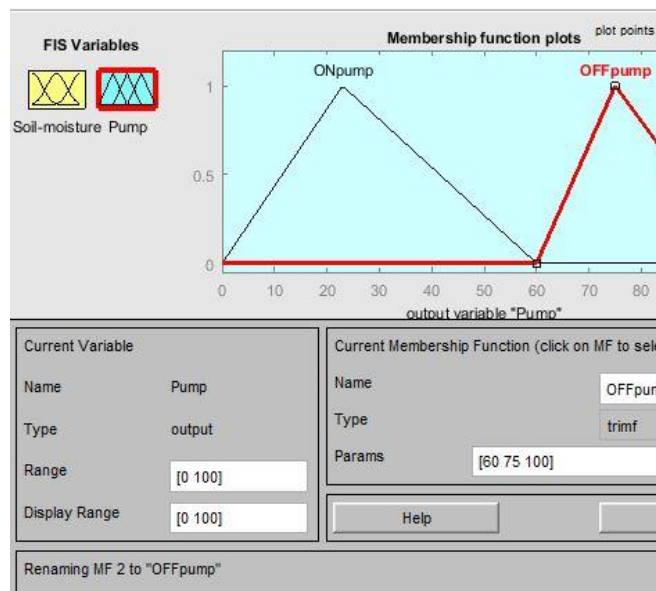 FIS Variables
Membership function plots
plot points
ONpump
OFFpump
Soil-moisture
Pump
1
0.5
0
0
10
20
30
40
50
60
70
80
output variable "Pump"
Current Variable
Name
Pump
Type
output
Range
[0 100]
Display Range
[0 100]
Current Membership Function (click on MF to sele
Name
OFFpum
Type
trimf
Params
[60 75 100]
Help
Renaming MF 2 to "OFFpump"